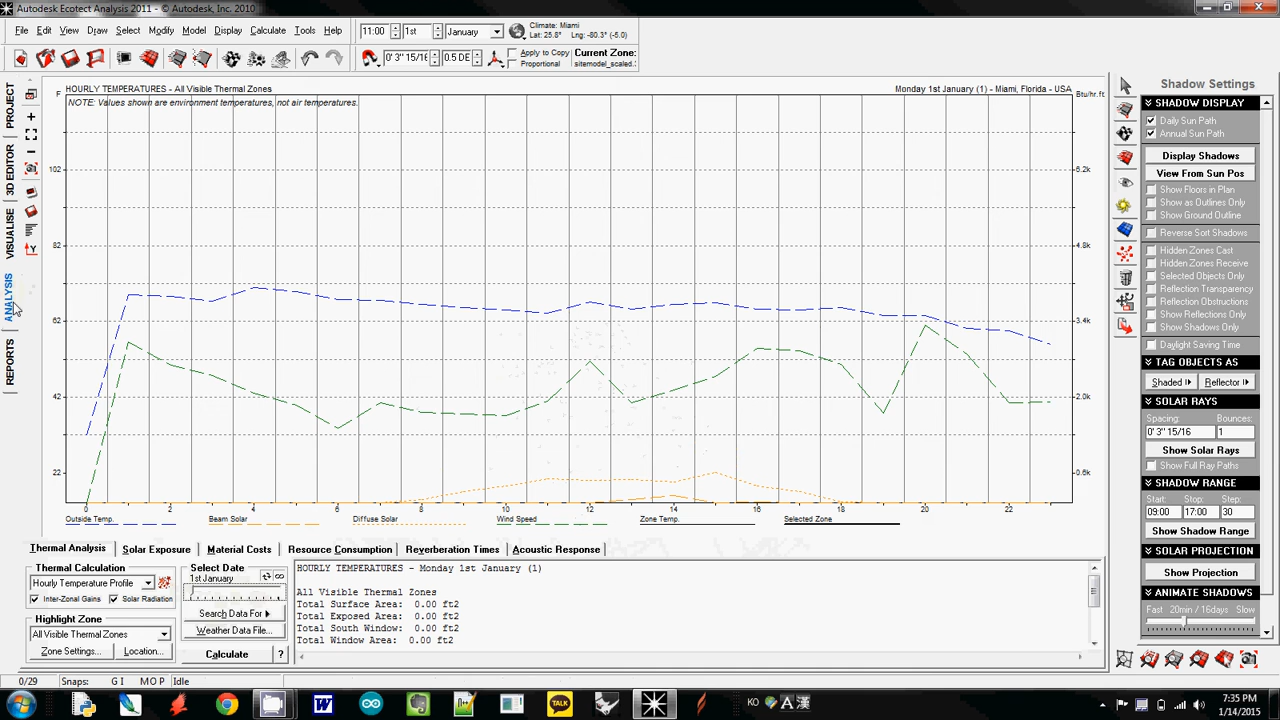 Autodesk Ecotect Analysis 2011 - © Autodesk, Inc. 2010
File Edit View Draw Select Modify Model Display Calculate Tools Help
11:00 1st January
Climate: Miami
Lat: 25.8° Lng: -80.3° (-5.0)
0' 3" 15/16 0.5 DE
Apply to Copy
Proportional
Current Zone:
sitemodel_scaled.
PROJECT
3D EDITOR
VISUALISE
ANALYSIS
REPORTS
F HOURLY TEMPERATURES - All Visible Thermal Zones
Monday 1st January (1) - Miami, Florida - USA
Btu/hr.ft
NOTE: Values shown are environment temperatures, not air temperatures.
102 8.2k
82 4.8k
62 3.4k
42 2.0k
22 0.6k
0 2 4 6 8 10 12 14 16 18 20 22
Outside Temp. Beam Solar Diffuse Solar Wind Speed Zone Temp. Selected Zone
Thermal Analysis Solar Exposure Material Costs Resource Consumption Reverberation Times Acoustic Response
Thermal Calculation
Hourly Temperature Profile
Inter-Zonal Gains Solar Radiation
Highlight Zone
All Visible Thermal Zones
Zone Settings... Location...
Select Date
1st January
Search Data For
Weather Data File...
Calculate ?
HOURLY TEMPERATURES - Monday 1st January (1)
All Visible Thermal Zones
Total Surface Area: 0.00 ft2
Total Exposed Area: 0.00 ft2
Total South Window: 0.00 ft2
Total Window Area: 0.00 ft2
Shadow Settings
SHADOW DISPLAY
Daily Sun Path
Annual Sun Path
Display Shadows
View From Sun Pos
Show Floors in Plan
Show as Outlines Only
Show Ground Outline
Reverse Sort Shadows
Hidden Zones Cast
Hidden Zones Receive
Selected Objects Only
Reflection Transparency
Reflection Obstructions
Show Reflections Only
Show Shadows Only
Daylight Saving Time
TAG OBJECTS AS
Shaded Reflector
SOLAR RAYS
Spacing: Bounces:
0' 3" 15/16 1
Show Solar Rays
Show Full Ray Paths
SHADOW RANGE
Start: Stop: Step:
09:00 17:00 30
Show Shadow Range
SOLAR PROJECTION
Show Projection
ANIMATE SHADOWS
Fast 20min / 16days Slow
0/29 Snaps: G I M O P Idle
TALK
KO A 漢
7:35 PM
1/14/2015